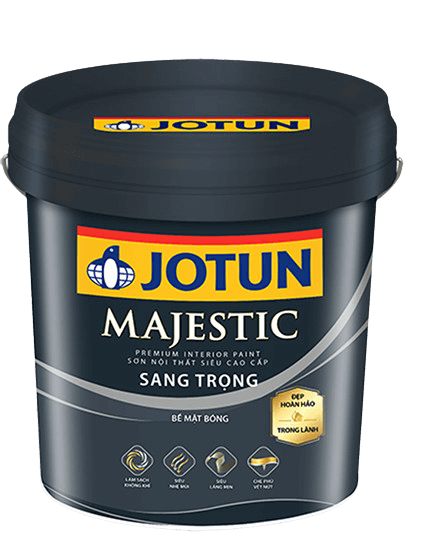 JOTUN
JOTUN
MAJESTIC
PREMIUM INTERIOR PAINT
SƠN NỘI THẤT SIÊU CAO CẤP
SANG TRỌNG
BỀ MẶT BÓNG
ĐẸP
HOÀN HẢO
TRONG LÀNH
LÀM SẠCH
KHÔNG KHÍ
SIÊU
NHẸ MÙI
SIÊU
LÁNG MỊN
CHE PHỦ
VẾT NỨT